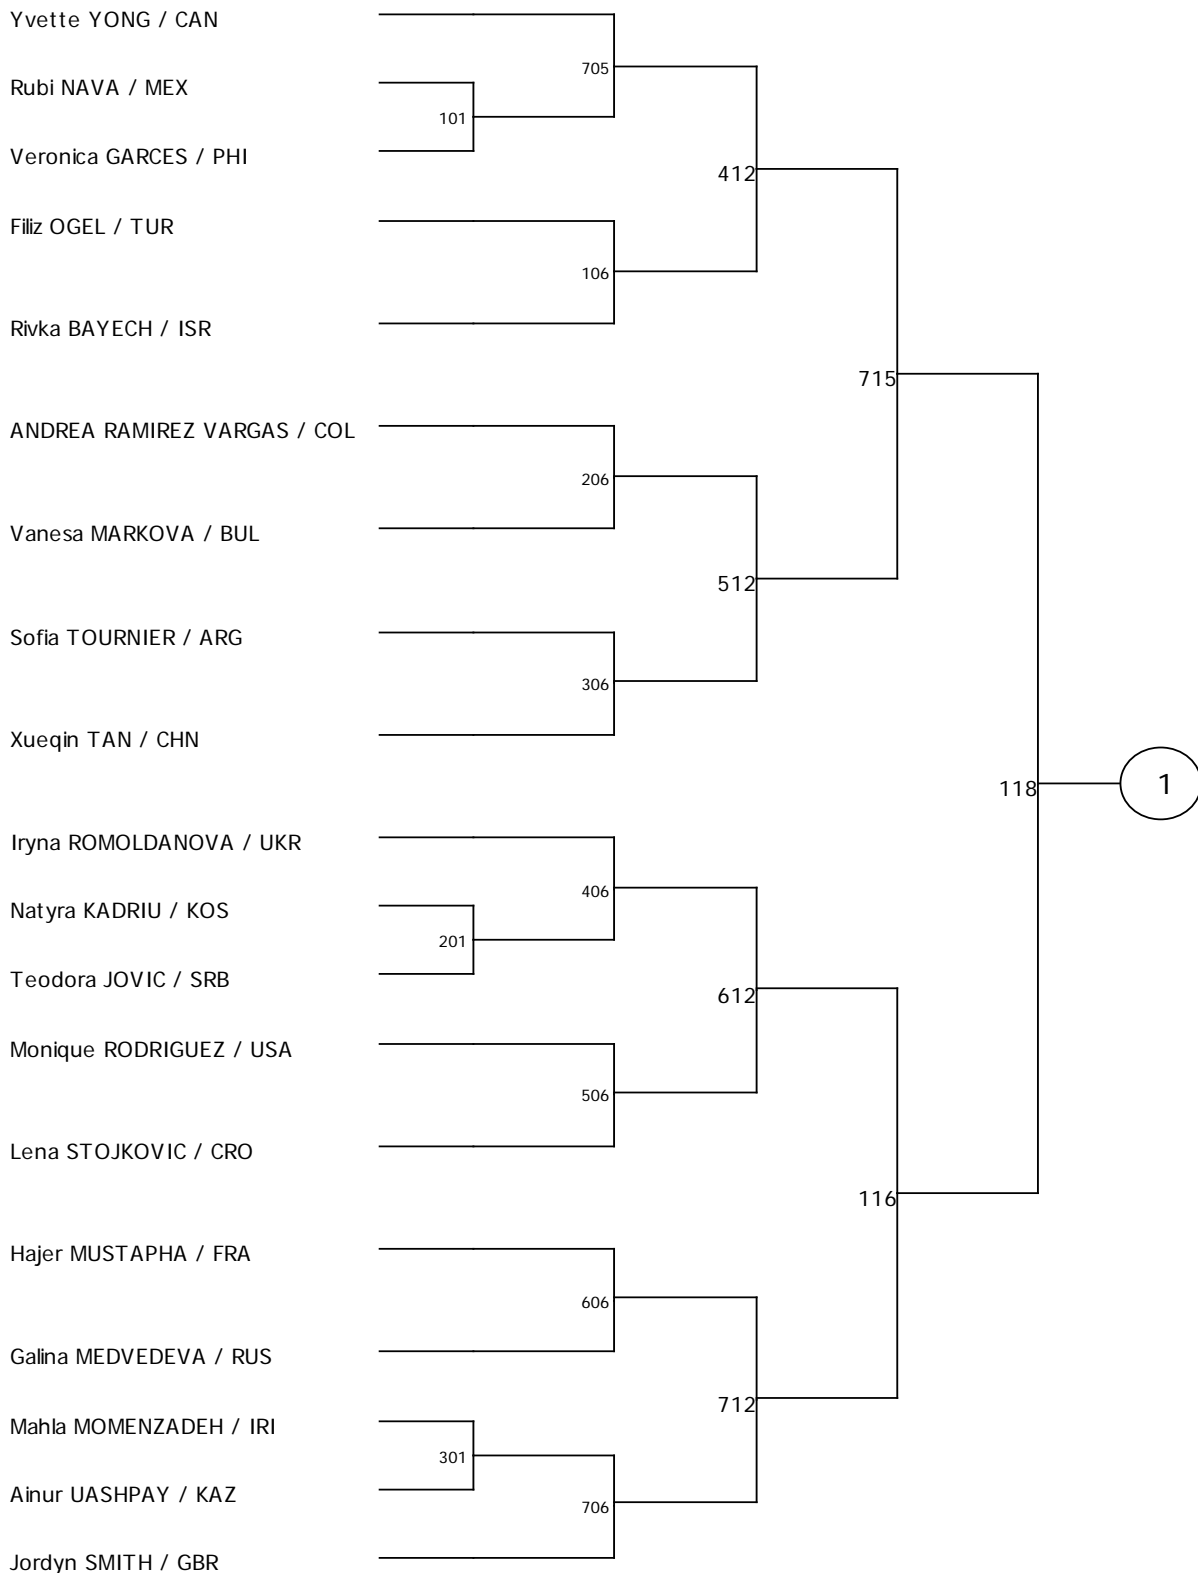 Yvette YONG / CAN
705
Rubi NAVA / MEX
101
Veronica GARCES / PHI
412
Filiz OGEL / TUR
106
Rivka BAYECH / ISR
715
ANDREA RAMIREZ VARGAS / COL
206
Vanesa MARKOVA / BUL
512
Sofia TOURNIER / ARG
306
Xueqin TAN / CHN
118
1
Iryna ROMOLDANOVA / UKR
406
Natyra KADRIU / KOS
201
Teodora JOVIC / SRB
612
Monique RODRIGUEZ / USA
506
Lena STOJKOVIC / CRO
116
Hajer MUSTAPHA / FRA
606
Galina MEDVEDEVA / RUS
712
Mahla MOMENZADEH / IRI
301
Ainur UASHPAY / KAZ
706
Jordyn SMITH / GBR